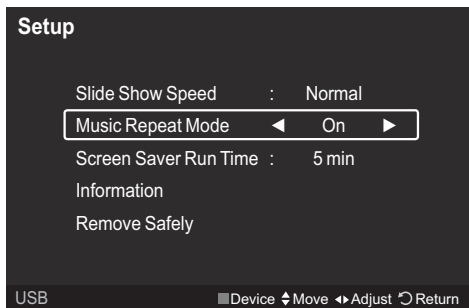 Setup
Slide Show Speed : Normal
Music Repeat Mode ◀ On ▶
Screen Saver Run Time : 5 min
Information
Remove Safely
USB Device Move Adjust Return